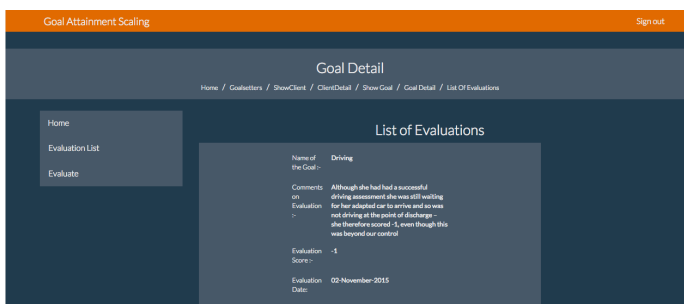 Goal Attainment Scaling Sign out
Goal Detail
Home / Goalsetters / ShowClient / ClientDetail / Show Goal / Goal Detail / List Of Evaluations
Home
Evaluation List
Evaluate
List of Evaluations
Name of the Goal :- Driving
Comments on Evaluation :-
Although she had had a successful
driving assessment she was still waiting
for her adapted car to arrive and so was
not driving at the point of discharge –
she therefore scored -1, even though this
was beyond our control
Evaluation Score :- -1
Evaluation Date: 02-November-2015